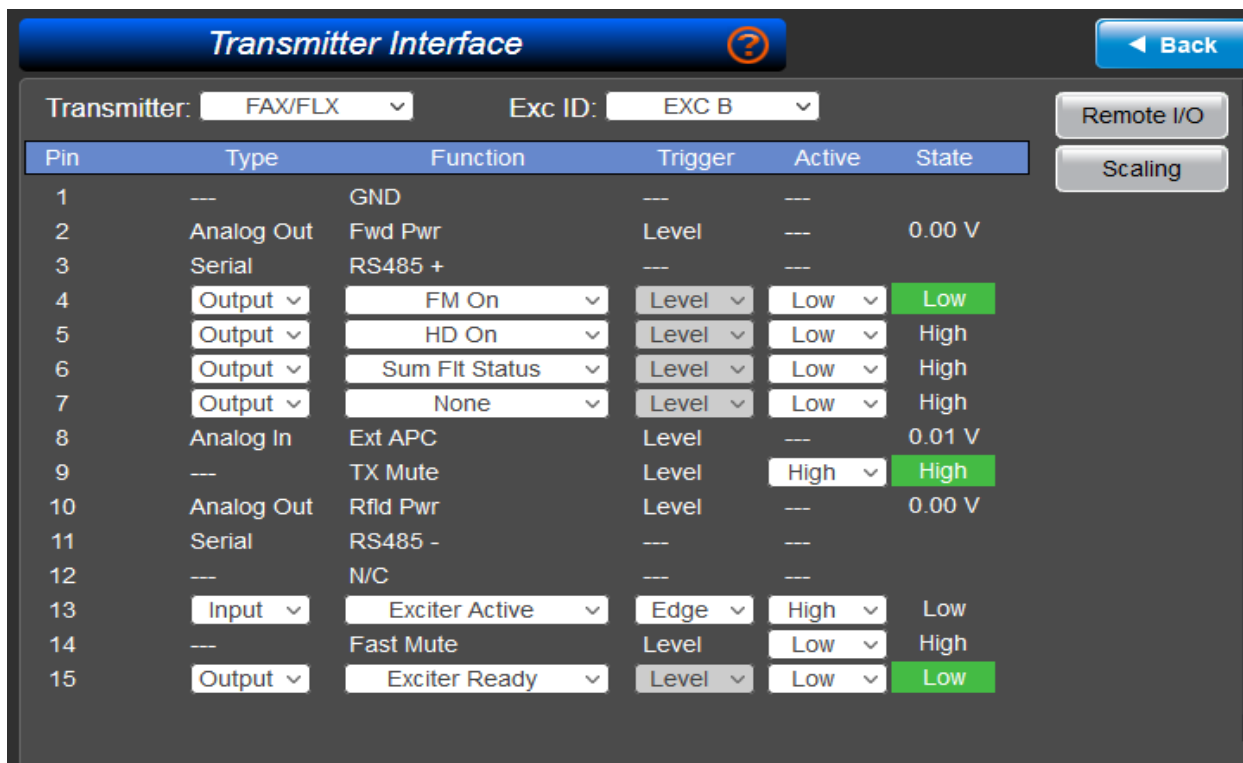 Transmitter Interface ? ◄ Back
Transmitter: FAX/FLX Exc ID: EXC B Remote I/O
Pin Type Function Trigger Active State Scaling
1 --- GND --- ---
2 Analog Out Fwd Pwr Level --- 0.00 V
3 Serial RS485 + --- ---
4 Output FM On Level Low Low
5 Output HD On Level Low High
6 Output Sum Flt Status Level Low High
7 Output None Level Low High
8 Analog In Ext APC Level --- 0.01 V
9 --- TX Mute Level High High
10 Analog Out Rfld Pwr Level --- 0.00 V
11 Serial RS485 - --- ---
12 --- N/C --- ---
13 Input Exciter Active Edge High Low
14 --- Fast Mute Level Low High
15 Output Exciter Ready Level Low Low